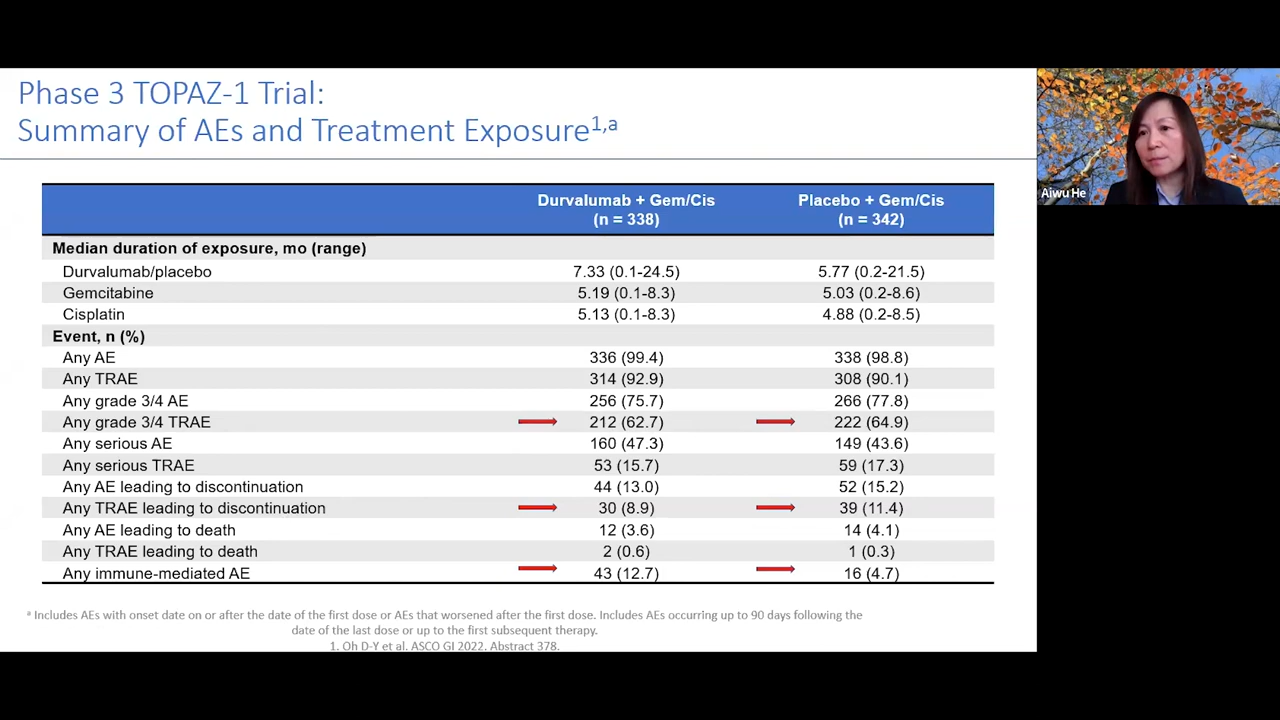 Phase 3 TOPAZ-1 Trial:
Summary of AEs and Treatment Exposure1,a
Aiwu He
Durvalumab + Gem/Cis (n = 338) Placebo + Gem/Cis (n = 342)
Median duration of exposure, mo (range)
Durvalumab/placebo 7.33 (0.1-24.5) 5.77 (0.2-21.5)
Gemcitabine 5.19 (0.1-8.3) 5.03 (0.2-8.6)
Cisplatin 5.13 (0.1-8.3) 4.88 (0.2-8.5)
Event, n (%)
Any AE 336 (99.4) 338 (98.8)
Any TRAE 314 (92.9) 308 (90.1)
Any grade 3/4 AE 256 (75.7) 266 (77.8)
Any grade 3/4 TRAE 212 (62.7) 222 (64.9)
Any serious AE 160 (47.3) 149 (43.6)
Any serious TRAE 53 (15.7) 59 (17.3)
Any AE leading to discontinuation 44 (13.0) 52 (15.2)
Any TRAE leading to discontinuation 30 (8.9) 39 (11.4)
Any AE leading to death 12 (3.6) 14 (4.1)
Any TRAE leading to death 2 (0.6) 1 (0.3)
Any immune-mediated AE 43 (12.7) 16 (4.7)
a Includes AEs with onset date on or after the date of the first dose or AEs that worsened after the first dose. Includes AEs occurring up to 90 days following the
date of the last dose or up to the first subsequent therapy.
1. Oh D-Y et al. ASCO GI 2022. Abstract 378.